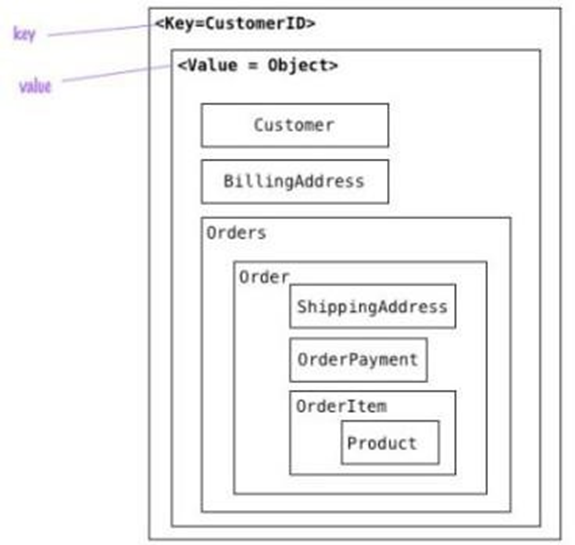 key
<Key=CustomerID>
value
<Value = Object>
Customer
BillingAddress
Orders
Order
ShippingAddress
OrderPayment
OrderItem
Product